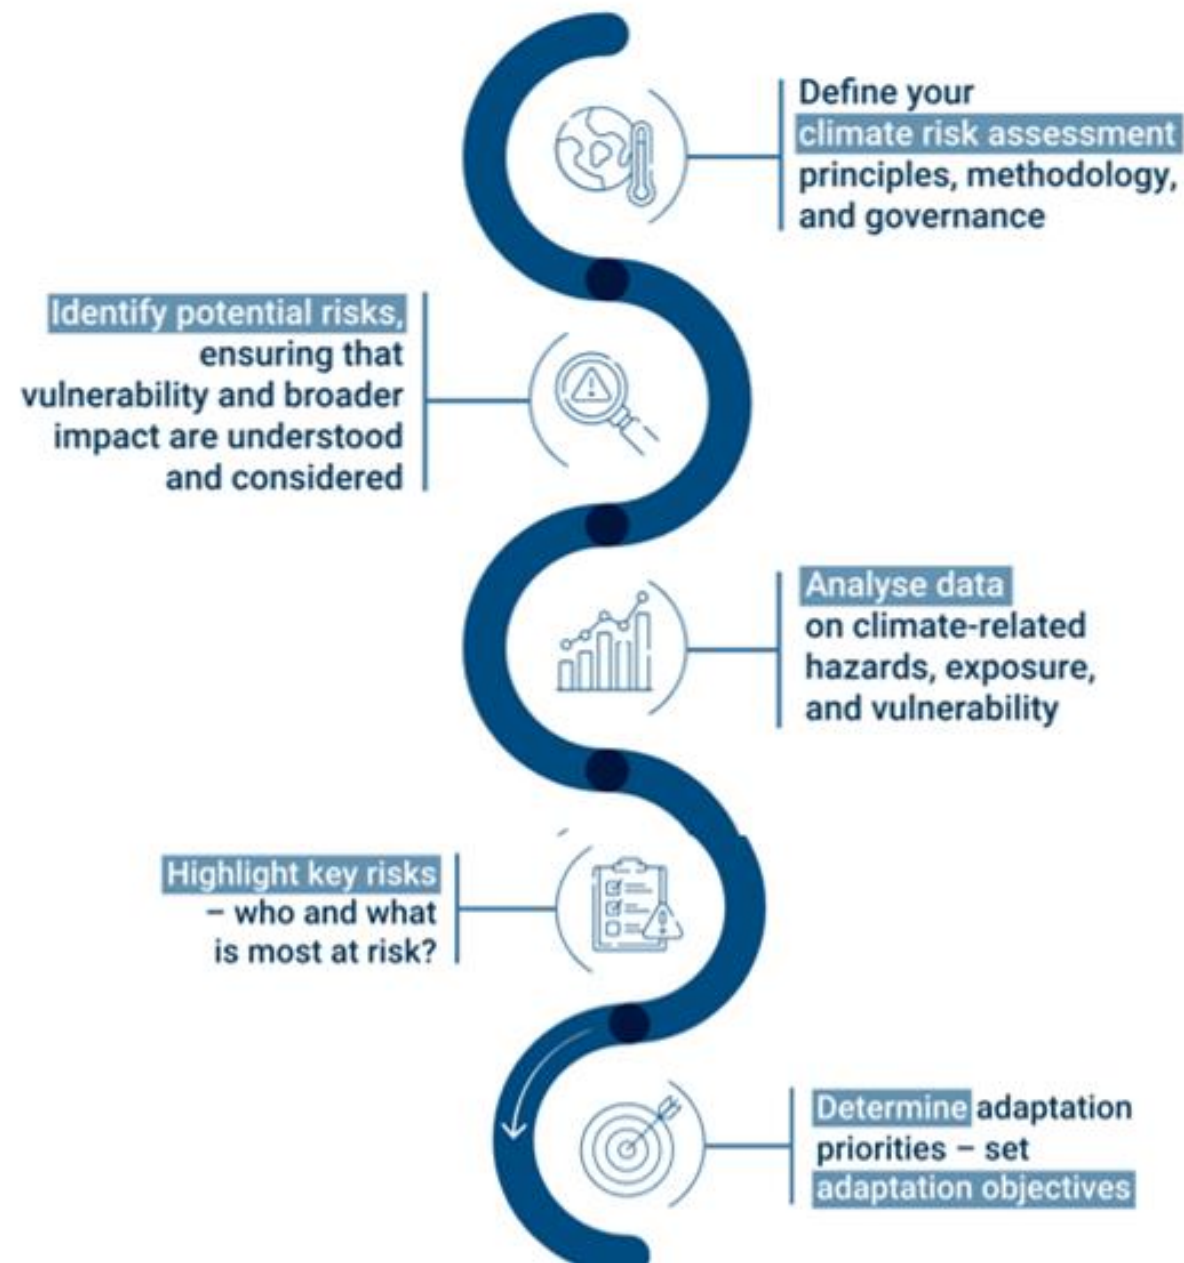 Define your
climate risk assessment
principles, methodology,
and governance
Identify potential risks,
ensuring that
vulnerability and broader
impact are understood
and considered
Analyse data
on climate-related
hazards, exposure,
and vulnerability
Highlight key risks
– who and what
is most at risk?
Determine adaptation
priorities – set
adaptation objectives